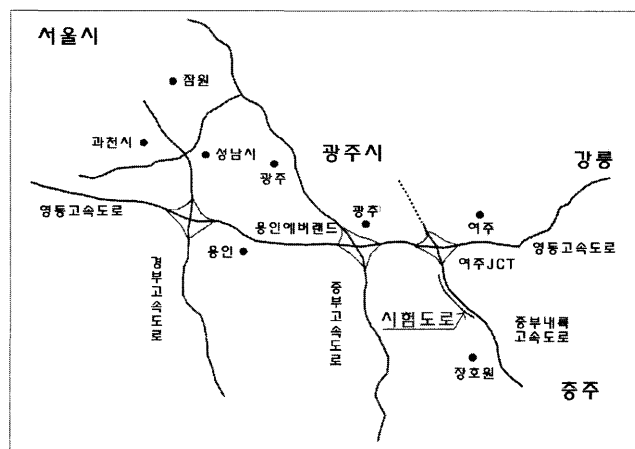 서울시
잠원
과천시
성남시
광주
광주시
강릉
영동고속도로
용인
용인에버랜드
광주
여주
여주JCT
영동고속도로
경부고속도로
중부고속도로
시험도로
중부내륙
고속도로
장호원
충주